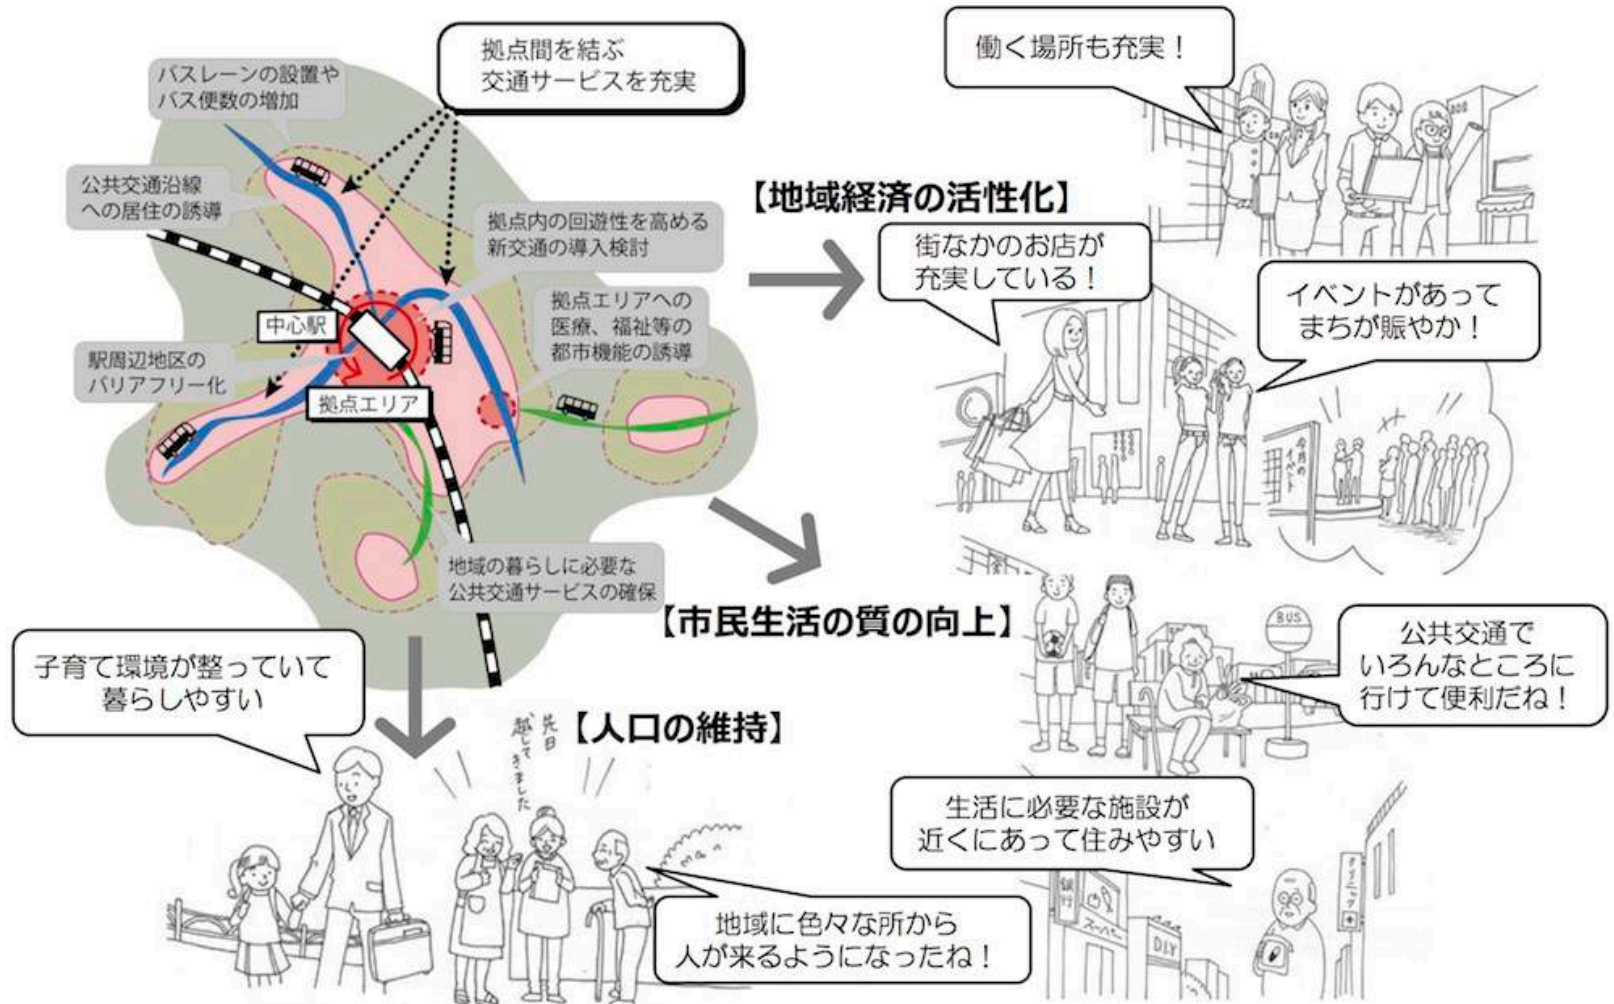 拠点間を結ぶ
交通サービスを充実
バスレーンの設置や
バス便数の増加
公共交通沿線
への居住の誘導
拠点内の回遊性を高める
新交通の導入検討
拠点エリアへの
医療、福祉等の
都市機能の誘導
中心駅
駅周辺地区の
バリアフリー化
拠点エリア
地域の暮らしに必要な
公共交通サービスの確保
【地域経済の活性化】
働く場所も充実！
街なかのお店が
充実している！
イベントがあって
まちが賑やか！
今月の
イベント
【市民生活の質の向上】
BUS
公共交通で
いろんなところに
行けて便利だね！
生活に必要な施設が
近くにあって住みやすい
銀行
スーパー
DIY
クリニック
【人口の維持】
子育て環境が整っていて
暮らしやすい
先日
越して
きました
地域に色々な所から
人が来るようになったね！